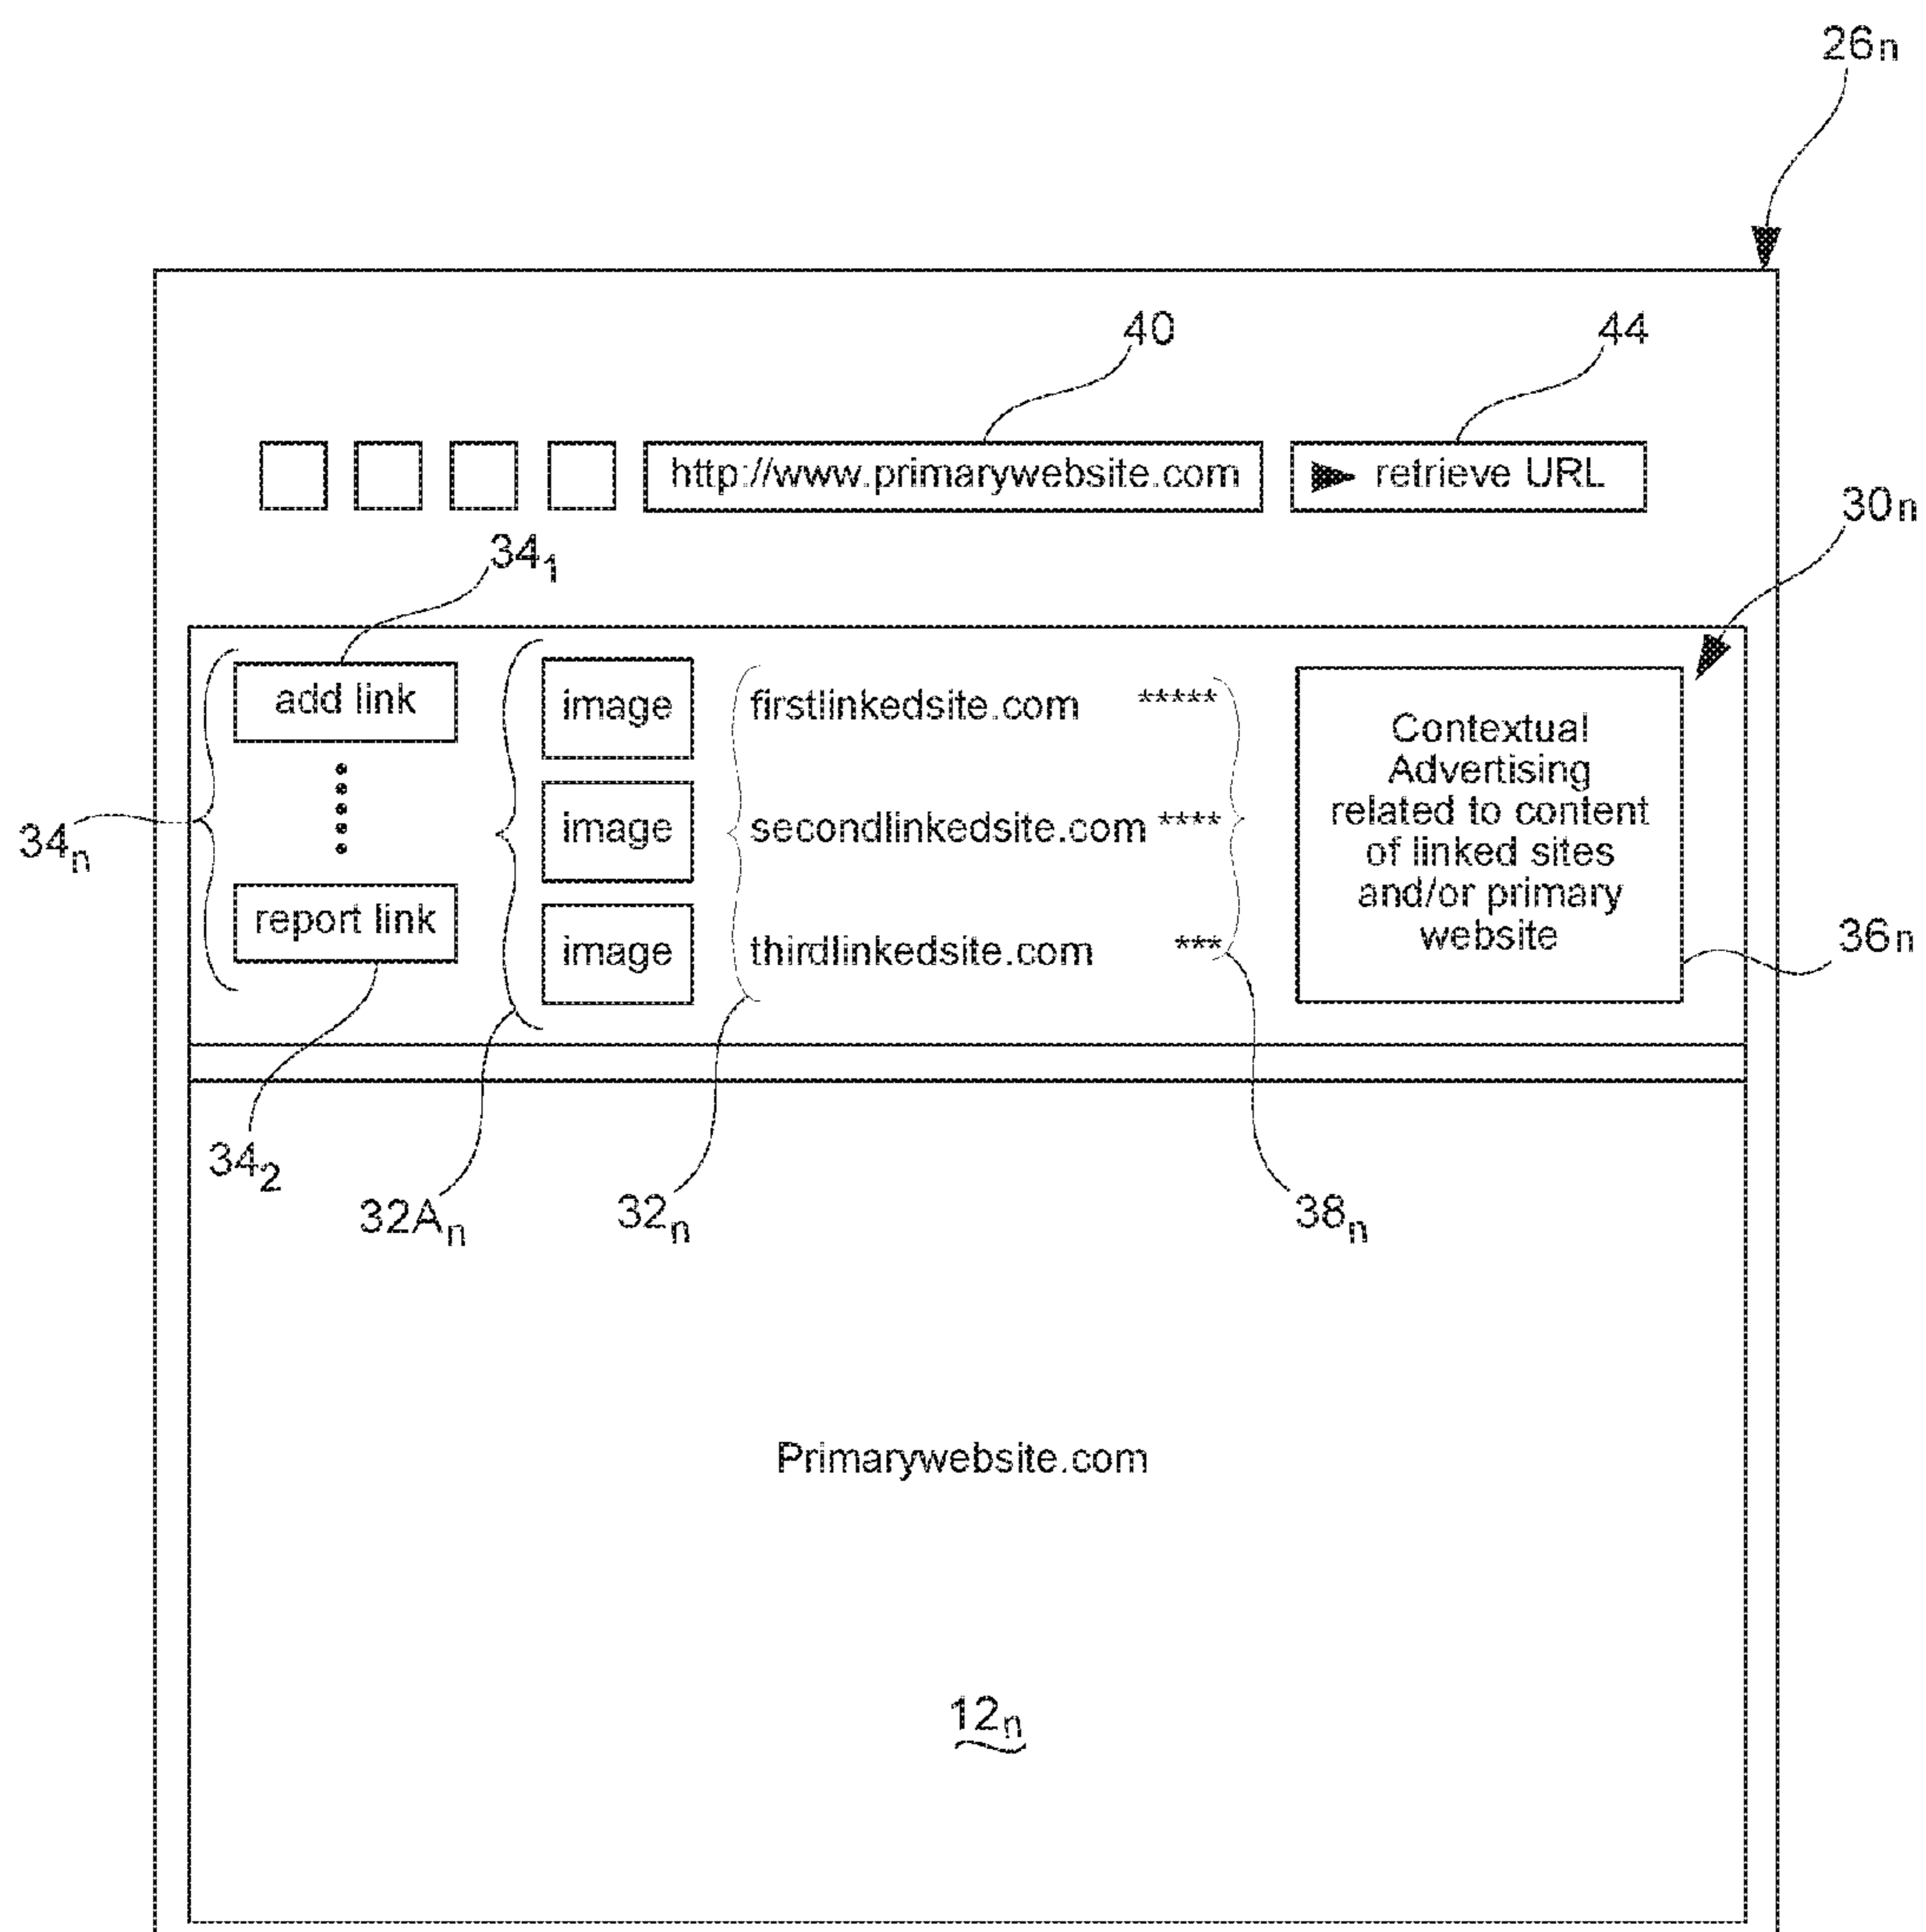 26n
40
44
http://www.primarywebsite.com
retrieve URL
30n
341
add link
image
firstlinkedsite.com
*****
Contextual
Advertising
related to content
of linked sites
and/or primary
website
34n
image
secondlinkedsite.com
****
report link
image
thirdlinkedsite.com
***
36n
342
32An
32n
38n
Primarywebsite.com
12n